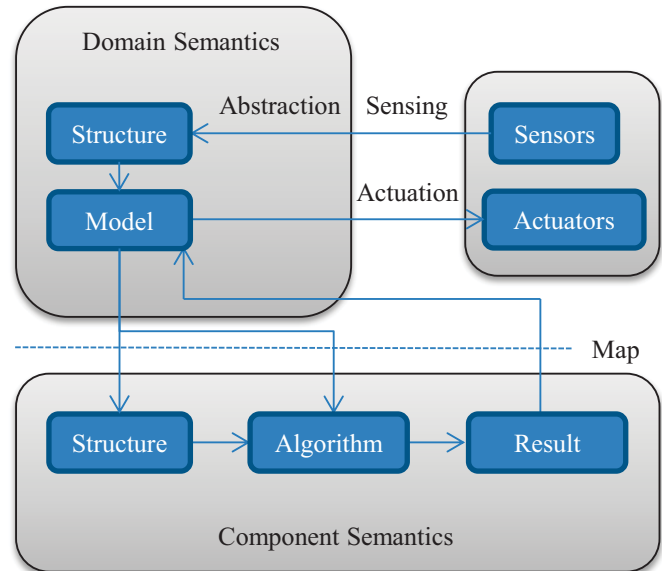 Domain Semantics
Abstraction Sensing
Structure
Sensors
Model
Actuation
Actuators
Map
Structure
Algorithm
Result
Component Semantics